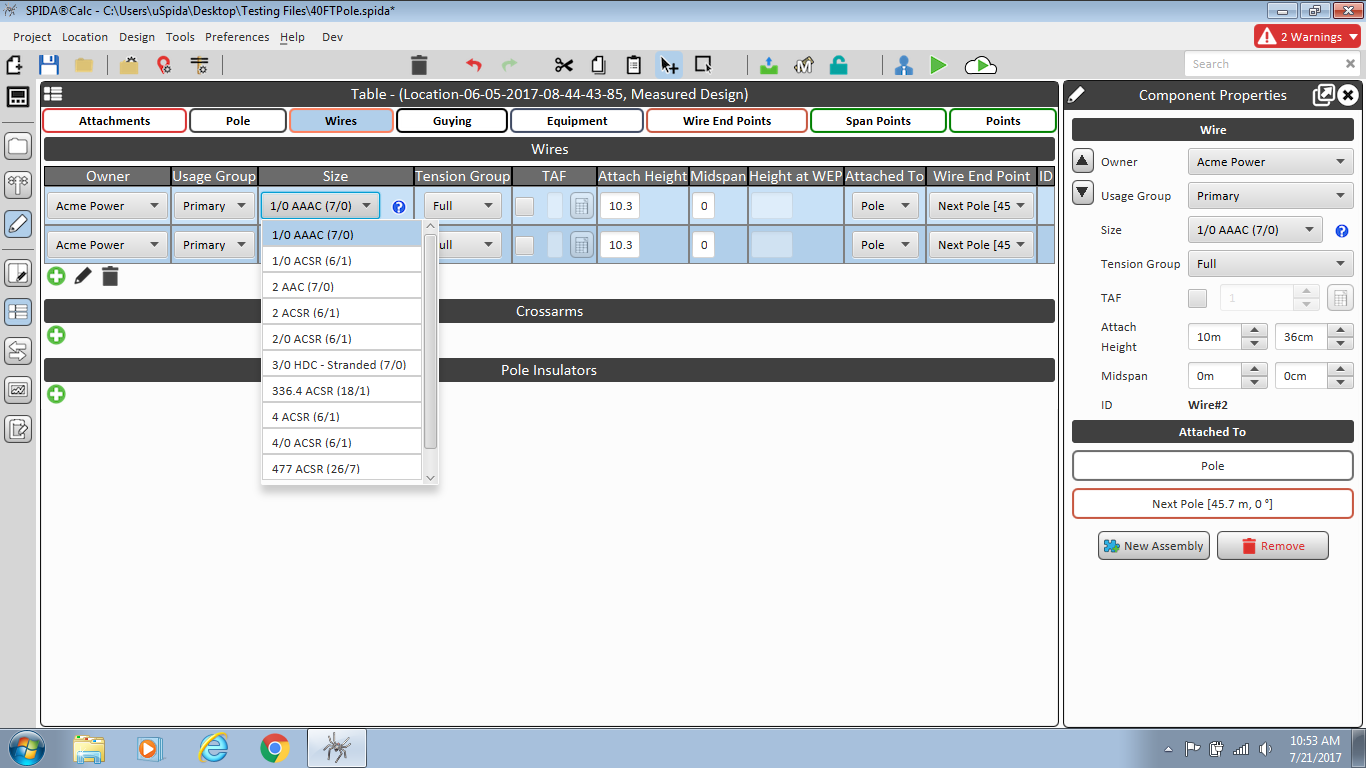 SPIDA®Calc - C:\Users\uSpida\Desktop\Testing Files\40FTPole.spida*
Project Location Design Tools Preferences Help Dev
2 Warnings
Search
Table - (Location-06-05-2017-08-44-43-85, Measured Design)
Attachments Pole Wires Guying Equipment Wire End Points Span Points Points
Wires
Owner Usage Group Size Tension Group TAF Attach Height Midspan Height at WEP Attached To Wire End Point ID
Acme Power Primary 1/0 AAAC (7/0) Full 10.3 0 Pole Next Pole [45
Acme Power Primary ull 10.3 0 Pole Next Pole [45
1/0 AAAC (7/0)
1/0 ACSR (6/1)
2 AAC (7/0)
2 ACSR (6/1)
2/0 ACSR (6/1)
3/0 HDC - Stranded (7/0)
336.4 ACSR (18/1)
4 ACSR (6/1)
4/0 ACSR (6/1)
477 ACSR (26/7)
Crossarms
Pole Insulators
Component Properties
Wire
Owner Acme Power
Usage Group Primary
Size 1/0 AAAC (7/0)
Tension Group Full
TAF 1
Attach
Height 10m 36cm
Midspan 0m 0cm
ID Wire#2
Attached To
Pole
Next Pole [45.7 m, 0 °]
New Assembly Remove
10:53 AM
7/21/2017